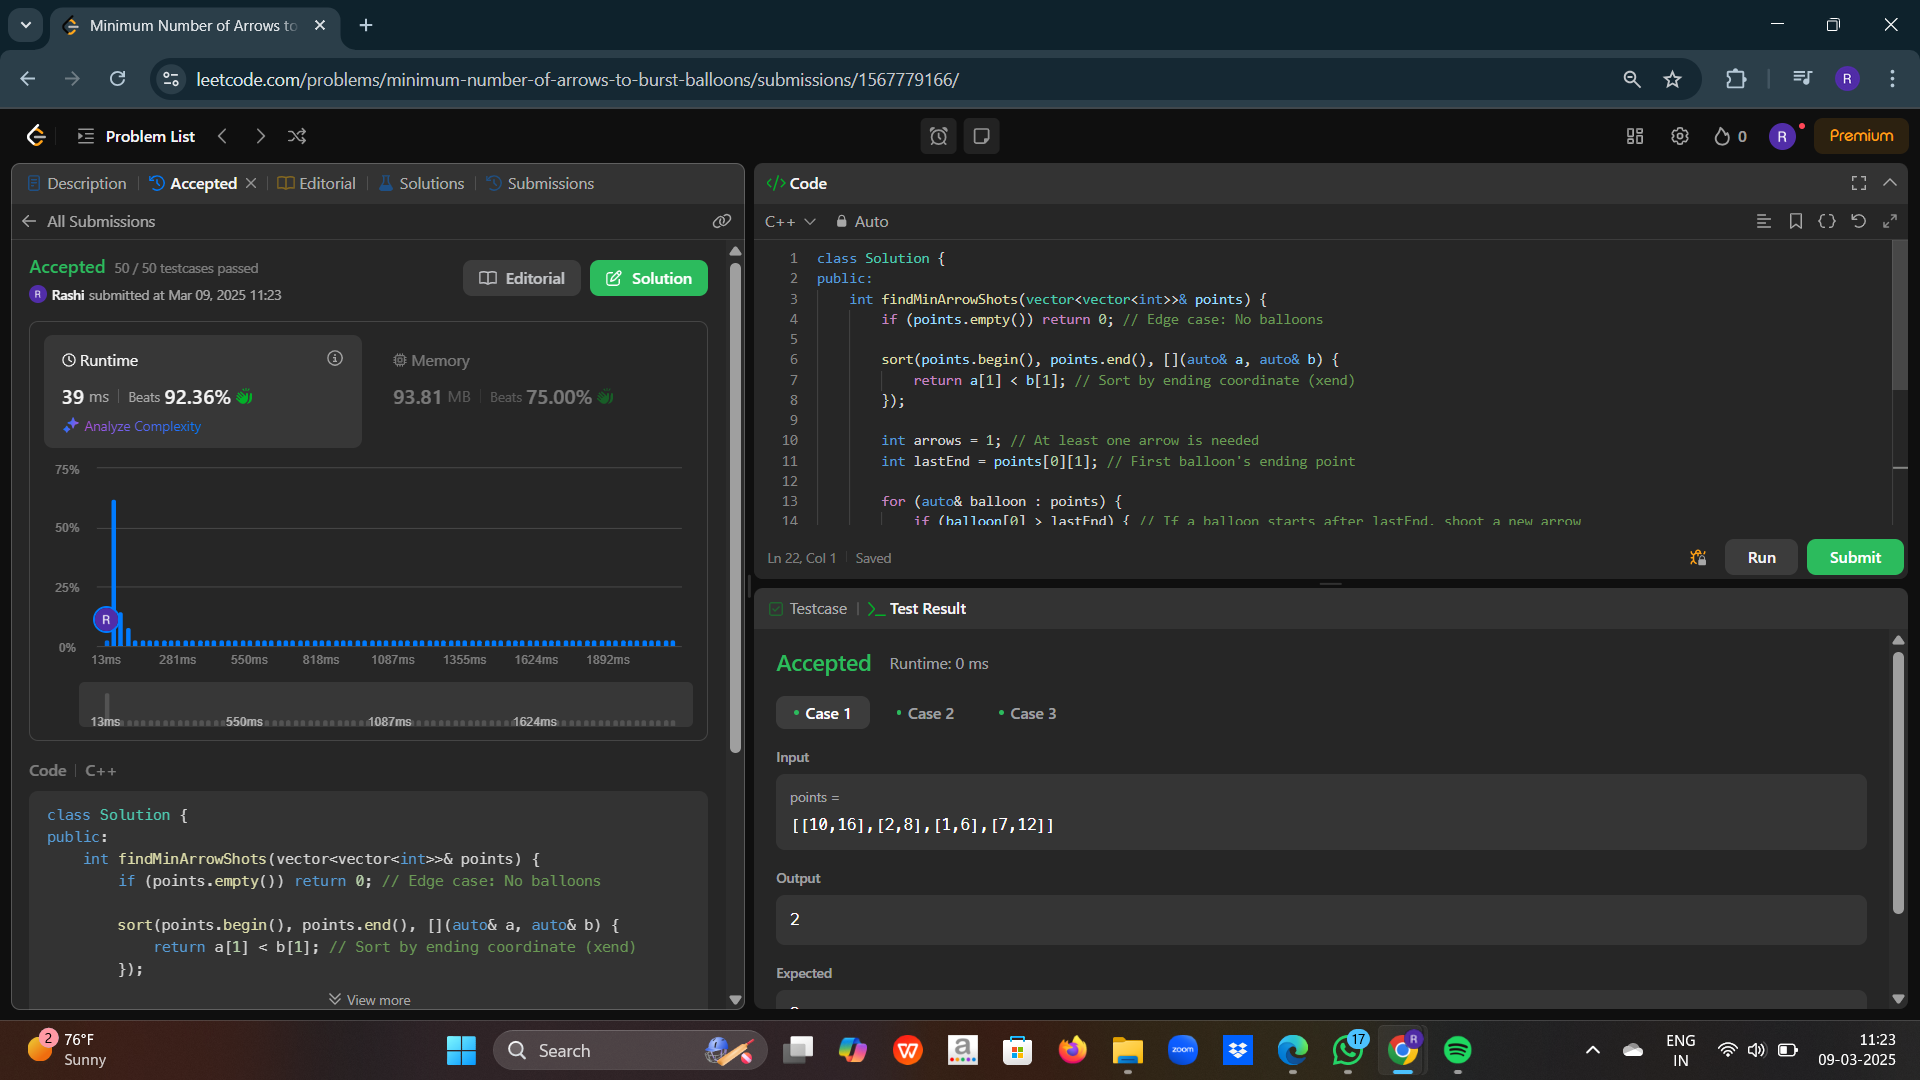 Minimum Number of Arrows to
leetcode.com/problems/minimum-number-of-arrows-to-burst-balloons/submissions/1567779166/
R
Problem List
0
R
Premium
Description
Accepted
Editorial
Solutions
Submissions
All Submissions
Accepted 50 / 50 testcases passed
R Rashi submitted at Mar 09, 2025 11:23
Editorial
Solution
Runtime
39 ms Beats 92.36%
Analyze Complexity
Memory
93.81 MB Beats 75.00%
75%
50%
25%
0%
R
13ms 281ms 550ms 818ms 1087ms 1355ms 1624ms 1892ms
13ms 550ms 1087ms 1624ms
Code C++
class Solution {
public:
int findMinArrowShots(vector<vector<int>>& points) {
if (points.empty()) return 0; // Edge case: No balloons
sort(points.begin(), points.end(), [](auto& a, auto& b) {
return a[1] < b[1]; // Sort by ending coordinate (xend)
});
View more
</> Code
C++ Auto
1 class Solution {
2 public:
3 int findMinArrowShots(vector<vector<int>>& points) {
4 if (points.empty()) return 0; // Edge case: No balloons
5
6 sort(points.begin(), points.end(), [](auto& a, auto& b) {
7 return a[1] < b[1]; // Sort by ending coordinate (xend)
8 });
9
10 int arrows = 1; // At least one arrow is needed
11 int lastEnd = points[0][1]; // First balloon's ending point
12
13 for (auto& balloon : points) {
14 if (balloon[0] > lastEnd) { // If a balloon starts after lastEnd, shoot a new arrow
Ln 22, Col 1 Saved
Run
Submit
Testcase
Test Result
Accepted Runtime: 0 ms
Case 1
Case 2
Case 3
Input
points =
[[10,16],[2,8],[1,6],[7,12]]
Output
2
Expected
2 76°F
Sunny
Search
zoom
17
R
ENG
IN
11:23
09-03-2025